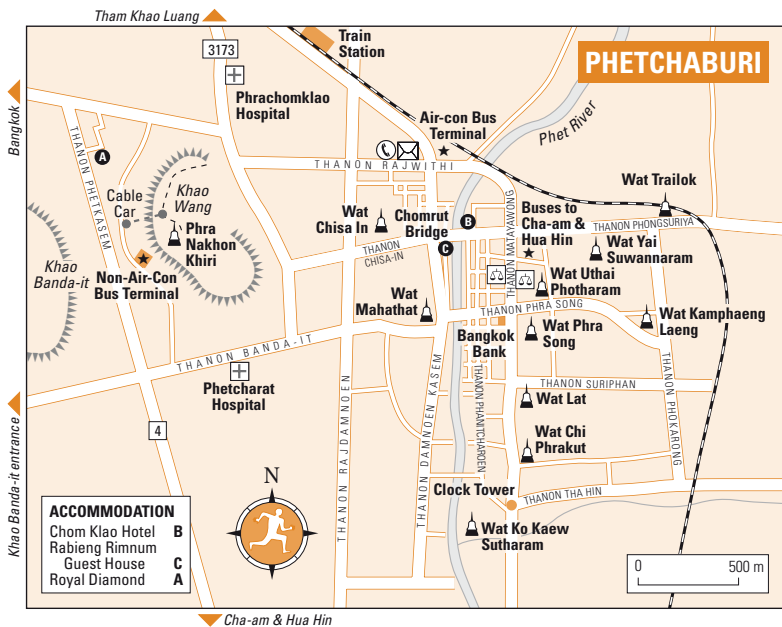 Tham Khao Luang
3173
Train
Station
PHETCHABURI
Phrachomklao
Hospital
Bangkok
Air-con Bus
Terminal
Phet River
THANON PHETKASEM
A
THANON RAJWITHI
Khao
Wang
Cable
Car
Phra
Nakhon
Khiri
Wat
Chisa In
Chomrut
Bridge
B
C
THANON MATAYAWONG
Buses to
Cha-am &
Hua Hin
Wat Trailok
THANON PHONGSURIYA
Wat Yai
Suwannaram
Khao
Banda-it
Non-Air-Con
Bus Terminal
THANON
CHISA-IN
Wat Uthai
Photharam
Wat
Mahathat
THANON PHRA SONG
Wat Kamphaeng
Laeng
Bangkok
Bank
Wat Phra
Song
THANON BANDA-IT
Phetcharat
Hospital
THANON SURIPHAN
Wat Lat
THANON RAJDAMNOEN
THANON DAMNOEN KASEM
THANON PHANITCHAROEN
THANON PHOKARONG
Khao Banda-it entrance
4
Wat Chi
Phrakut
Clock Tower
THANON THA HIN
N
Wat Ko Kaew
Sutharam
ACCOMMODATION
Chom Klao Hotel B
Rabieng Rimnum
Guest House C
Royal Diamond A
0 500 m
Cha-am & Hua Hin